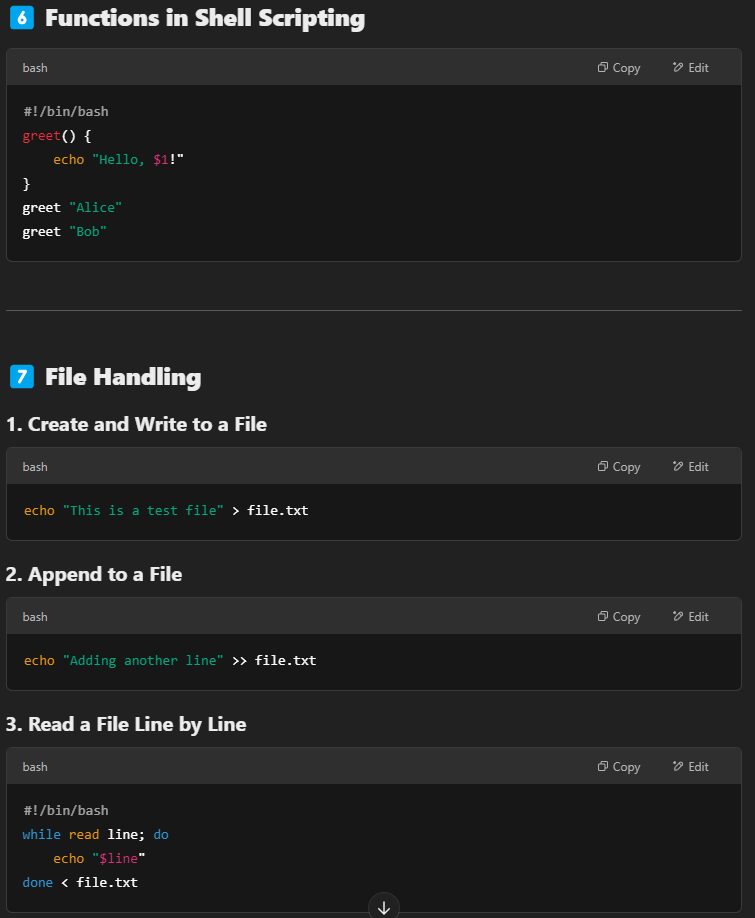 6 Functions in Shell Scripting
bash Copy Edit
#!/bin/bash
greet() {
    echo "Hello, $1!"
}
greet "Alice"
greet "Bob"
7 File Handling
1. Create and Write to a File
bash Copy Edit
echo "This is a test file" > file.txt
2. Append to a File
bash Copy Edit
echo "Adding another line" >> file.txt
3. Read a File Line by Line
bash Copy Edit
#!/bin/bash
while read line; do
    echo "$line"
done < file.txt